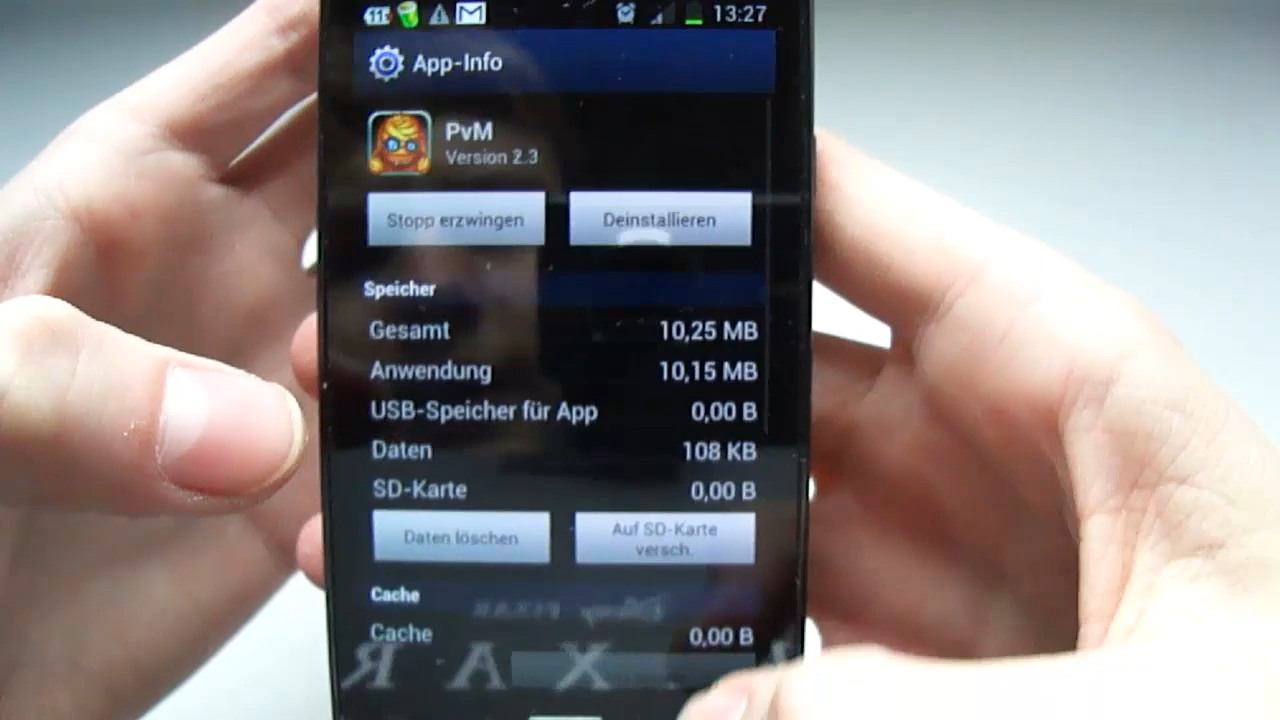 13:27
App-Info
PvM
Version 2.3
Stopp erzwingen Deinstallieren
Speicher
Gesamt 10,25 MB
Anwendung 10,15 MB
USB-Speicher für App 0,00 B
Daten 108 KB
SD-Karte 0,00 B
Daten löschen Auf SD-Karte
versch.
Cache
Cache 0,00 B